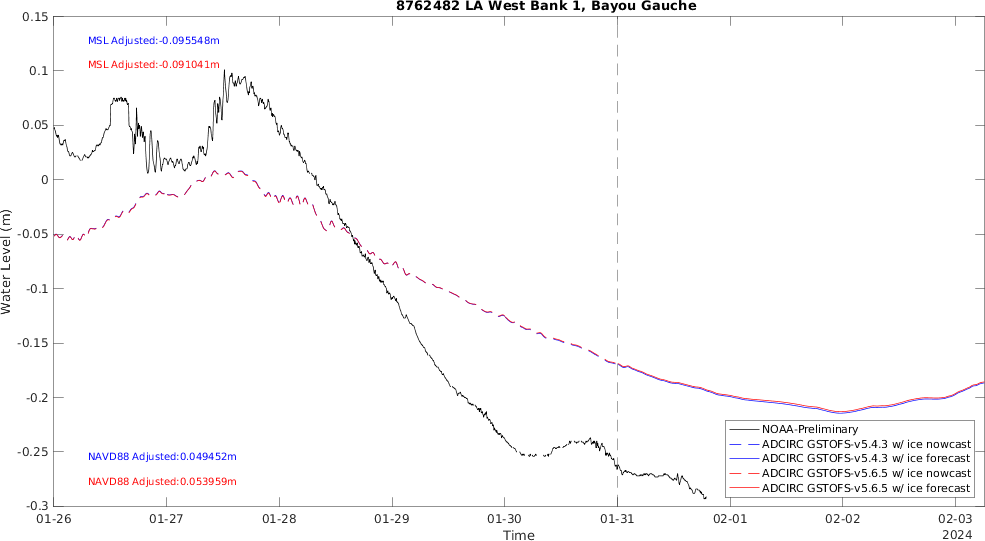 8762482 LA West Bank 1, Bayou Gauche
0.15
MSL Adjusted:-0.095548m
MSL Adjusted:-0.091041m
0.1
0.05
0
-0.05
-0.1
-0.15
-0.2
-0.25
-0.3
Water Level (m)
NOAA-Preliminary
ADCIRC GSTOFS-v5.4.3 w/ ice nowcast
ADCIRC GSTOFS-v5.4.3 w/ ice forecast
ADCIRC GSTOFS-v5.6.5 w/ ice nowcast
ADCIRC GSTOFS-v5.6.5 w/ ice forecast
NAVD88 Adjusted:0.049452m
NAVD88 Adjusted:0.053959m
01-26 01-27 01-28 01-29 01-30 01-31 02-01 02-02 02-03
Time
2024